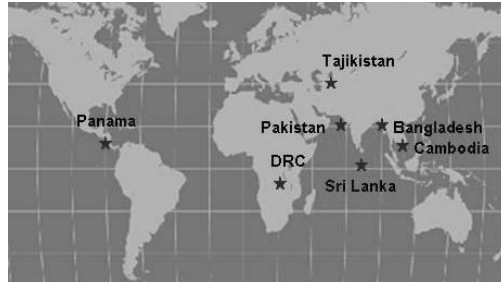 Tajikistan
Panama
Pakistan
Bangladesh
Cambodia
DRC
Sri Lanka